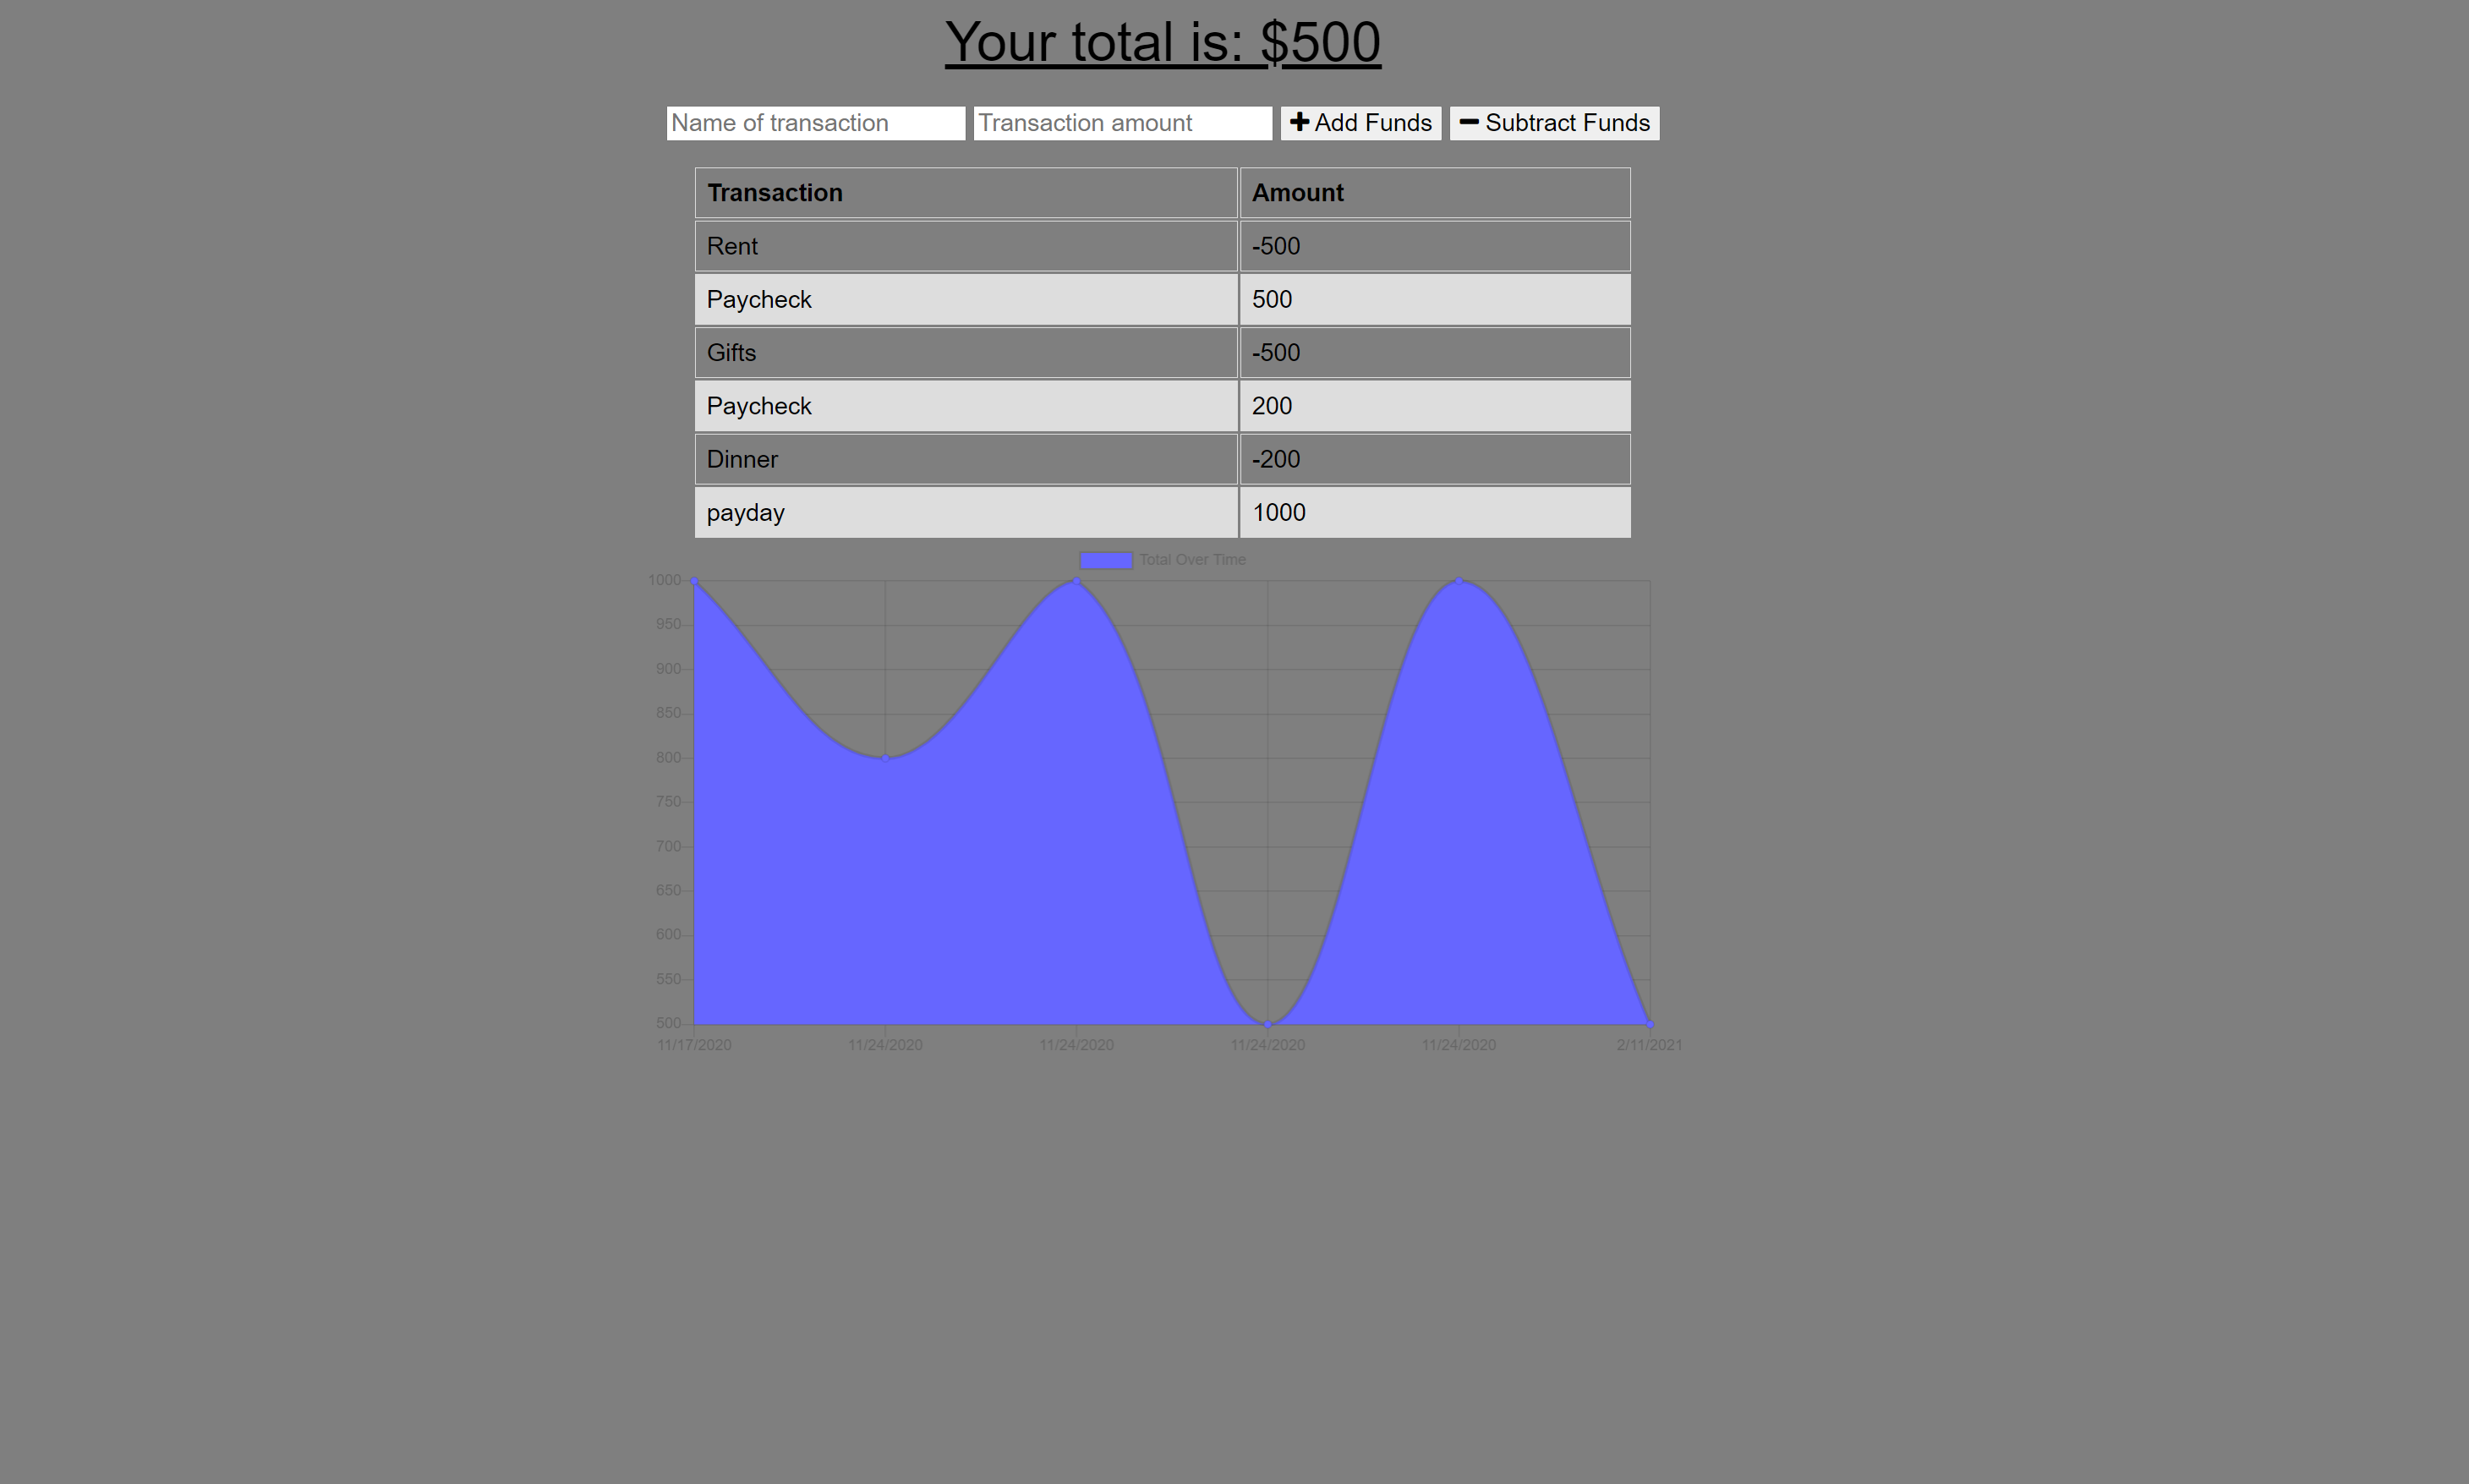 Your total is: $500
Name of transaction Transaction amount Add Funds Subtract Funds
Transaction Amount
Rent -500
Paycheck 500
Gifts -500
Paycheck 200
Dinner -200
payday 1000
Total Over Time
1000
950
900
850
800
750
700
650
600
550
500
11/17/2020 11/24/2020 11/24/2020 11/24/2020 11/24/2020 2/11/2021